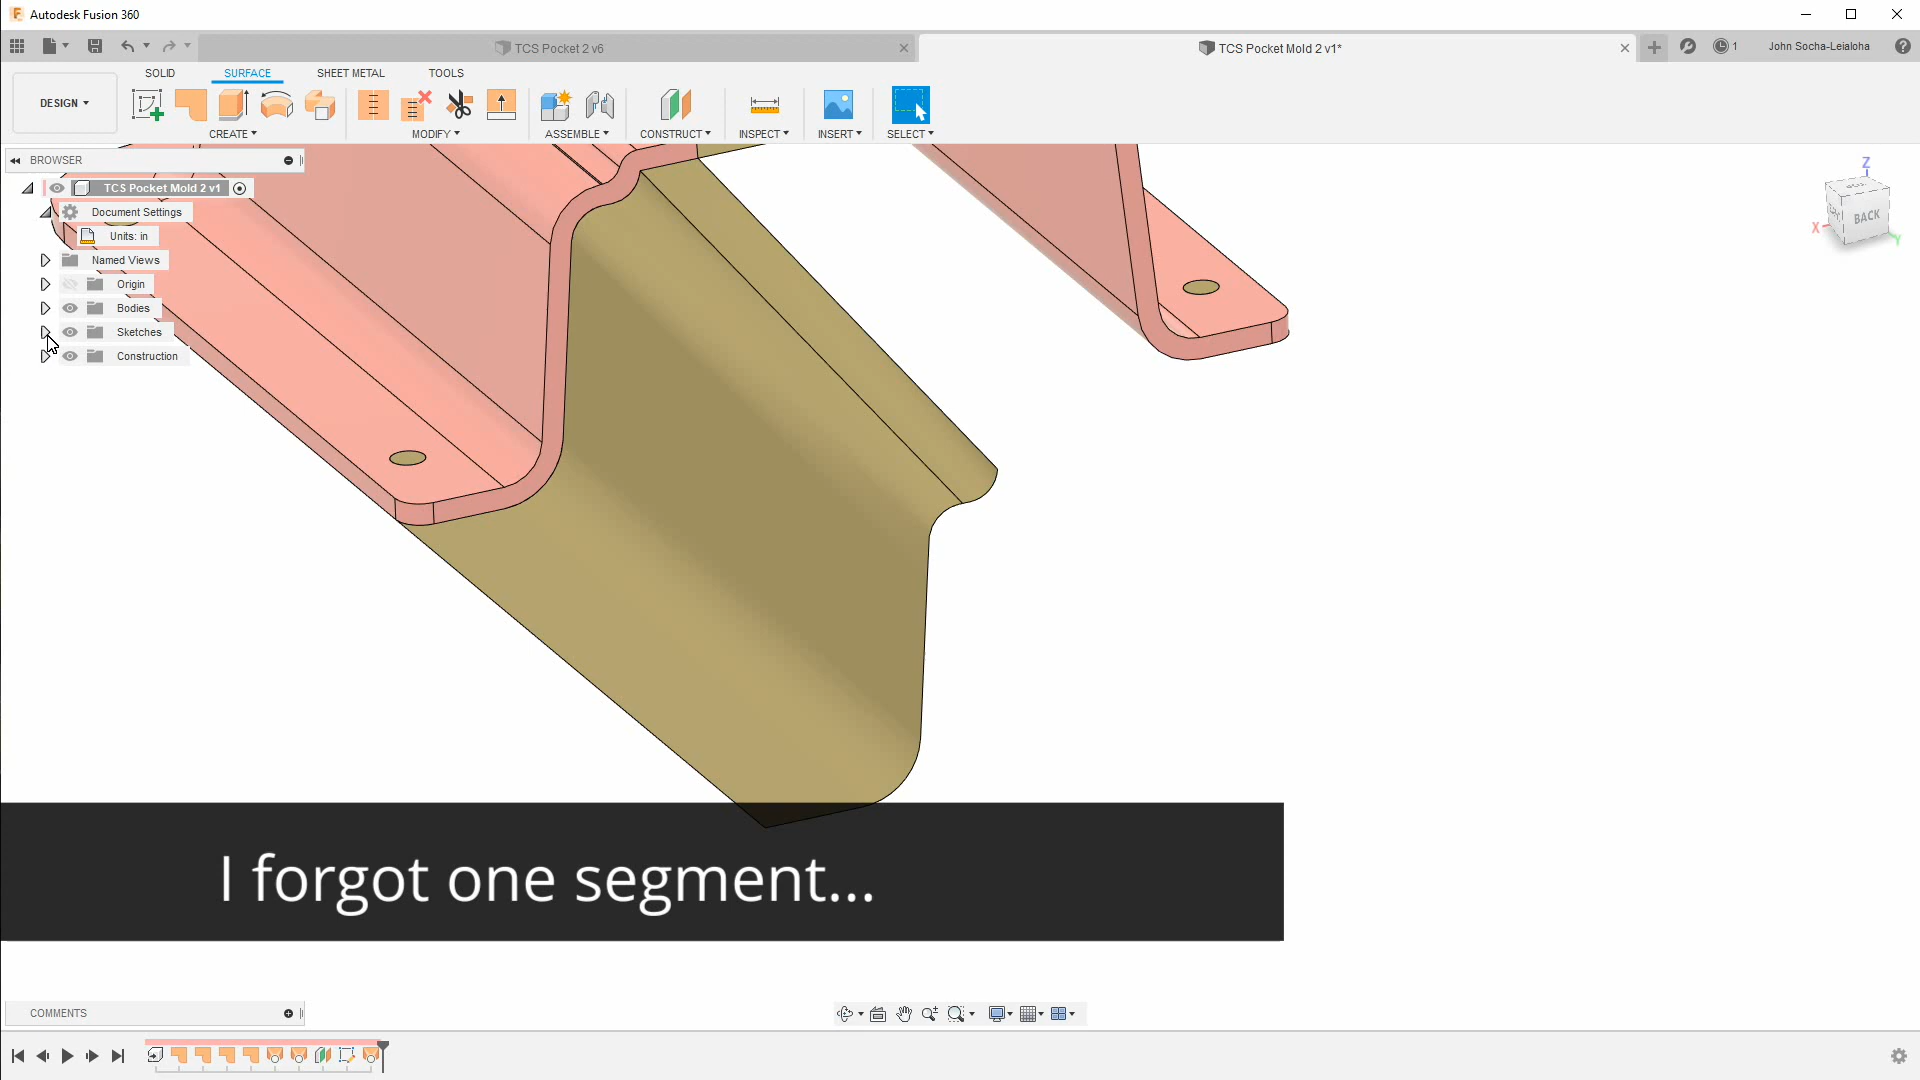 Autodesk Fusion 360
TCS Pocket 2 v6
TCS Pocket Mold 2 v1*
1
John Socha-Leialoha
SOLID
SURFACE
SHEET METAL
TOOLS
DESIGN
CREATE
MODIFY
ASSEMBLE
CONSTRUCT
INSPECT
INSERT
SELECT
BROWSER
TCS Pocket Mold 2 v1
Document Settings
Units: in
Named Views
Origin
Bodies
Sketches
Construction
Z
BACK
X
Y
I forgot one segment...
COMMENTS